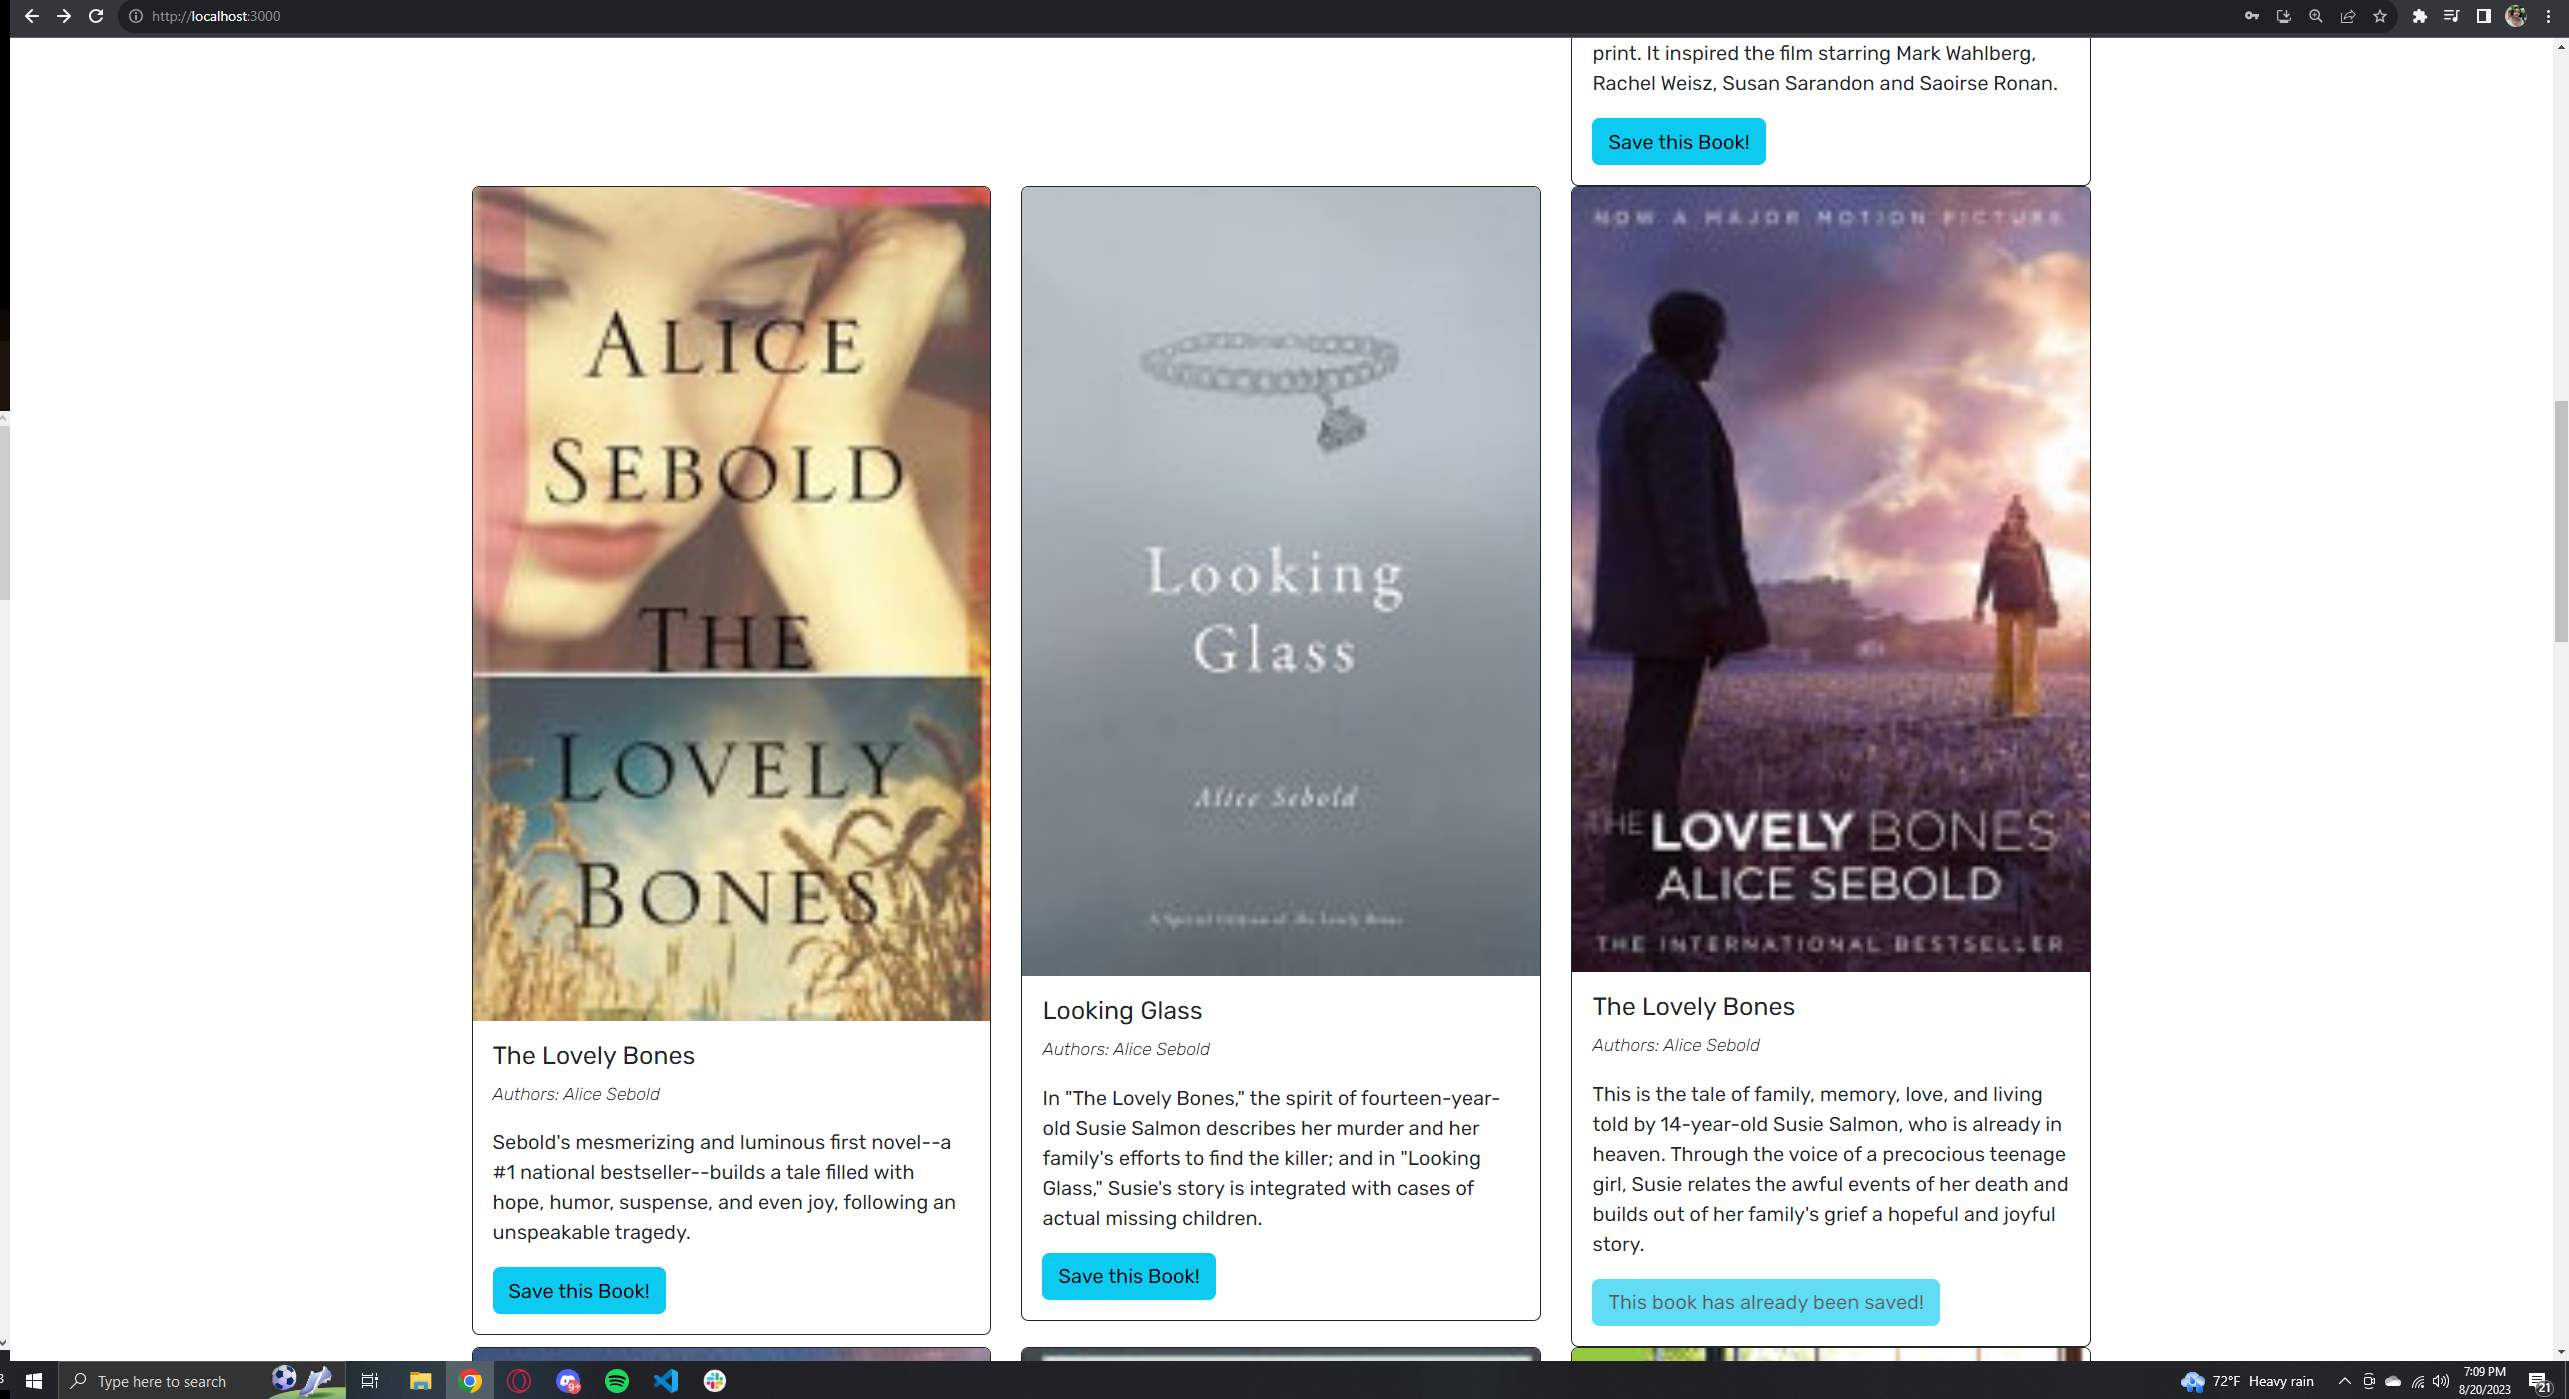 http://localhost:3000
print. It inspired the film starring Mark Wahlberg,
Rachel Weisz, Susan Sarandon and Saoirse Ronan.
Save this Book!
ALICE
SEBOLD
THE
LOVELY
BONES
The Lovely Bones
Authors: Alice Sebold
Sebold's mesmerizing and luminous first novel--a
#1 national bestseller--builds a tale filled with
hope, humor, suspense, and even joy, following an
unspeakable tragedy.
Save this Book!
Looking
Glass
Alice Sebold
A Special Edition of The Lovely Bones
Looking Glass
Authors: Alice Sebold
In "The Lovely Bones," the spirit of fourteen-year-
old Susie Salmon describes her murder and her
family's efforts to find the killer; and in "Looking
Glass," Susie's story is integrated with cases of
actual missing children.
Save this Book!
NOW A MAJOR MOTION PICTURE
THE LOVELY BONES
ALICE SEBOLD
THE INTERNATIONAL BESTSELLER
The Lovely Bones
Authors: Alice Sebold
This is the tale of family, memory, love, and living
told by 14-year-old Susie Salmon, who is already in
heaven. Through the voice of a precocious teenage
girl, Susie relates the awful events of her death and
builds out of her family's grief a hopeful and joyful
story.
This book has already been saved!
3
Type here to search
9+
72°F Heavy rain
7:09 PM
8/20/2023
21